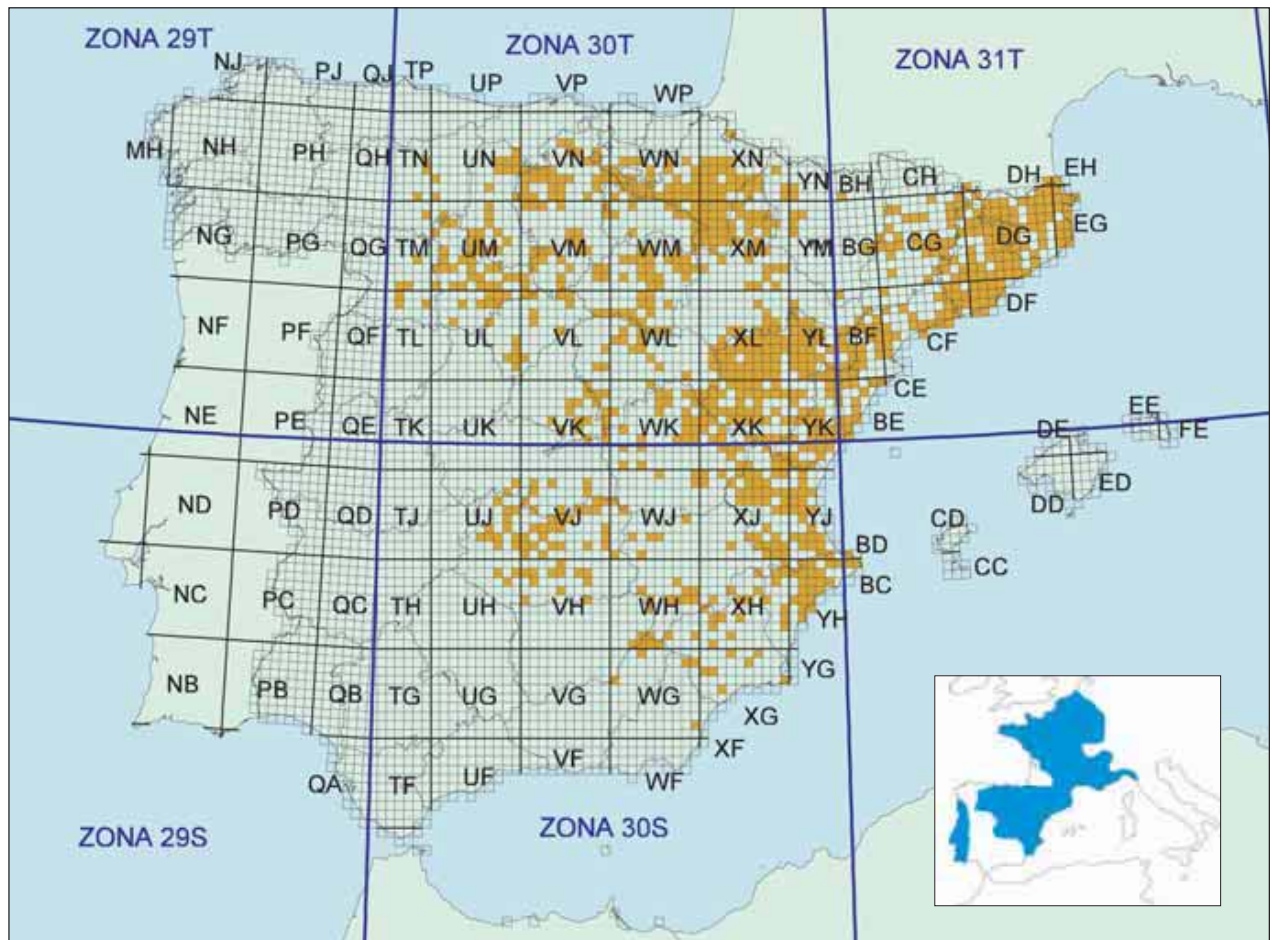 ZONA 29T
ZONA 30T
ZONA 31T
NJ
PJ
QJ
TP
UP
VP
WP
MH
NH
PH
QH
TN
UN
VN
WN
XN
YN
BH
CH
DH
EH
NG
PG
QG
TM
UM
VM
WM
XM
YM
BG
CG
DG
EG
NF
PF
QF
TL
UL
VL
WL
XL
YL
BF
CF
DF
NE
PE
QE
TK
UK
VK
WK
XK
YK
BE
CE
DE
EE
FE
ND
PD
QD
TJ
UJ
VJ
WJ
XJ
YJ
BD
CD
DD
ED
NC
PC
QC
TH
UH
VH
WH
XH
YH
BC
CC
NB
PB
QB
TG
UG
VG
WG
XG
YG
QA
TF
UF
VF
WF
XF
ZONA 29S
ZONA 30S